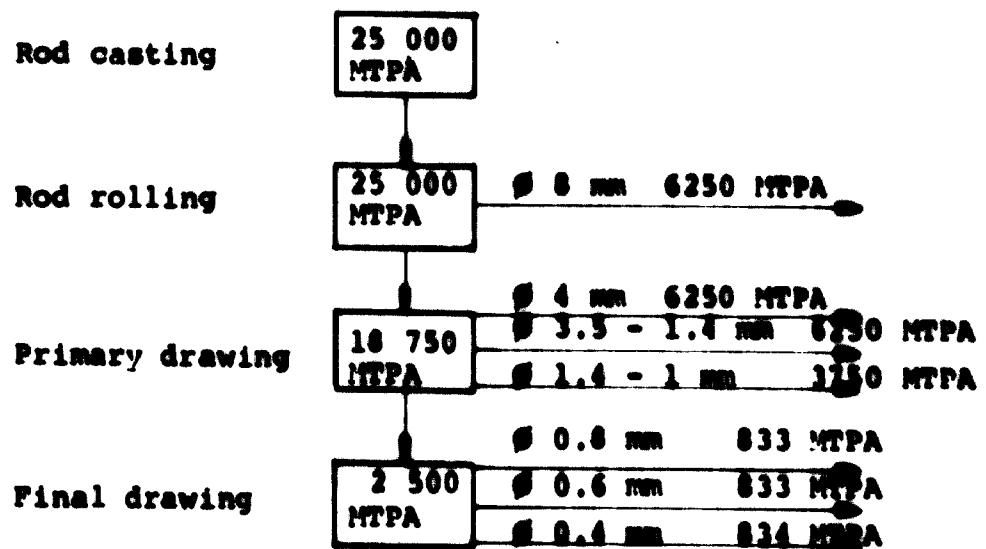 Rod casting
25 000
MTPA
Rod rolling
25 000
MTPA
Ø 8 mm 6250 MTPA
Primary drawing
18 750
MTPA
Ø 4 mm 6250 MTPA
Ø 3.5 - 1.4 mm 6250 MTPA
Ø 1.4 - 1 mm 3750 MTPA
Final drawing
2 500
MTPA
Ø 0.8 mm 833 MTPA
Ø 0.6 mm 833 MTPA
Ø 0.4 mm 834 MTPA